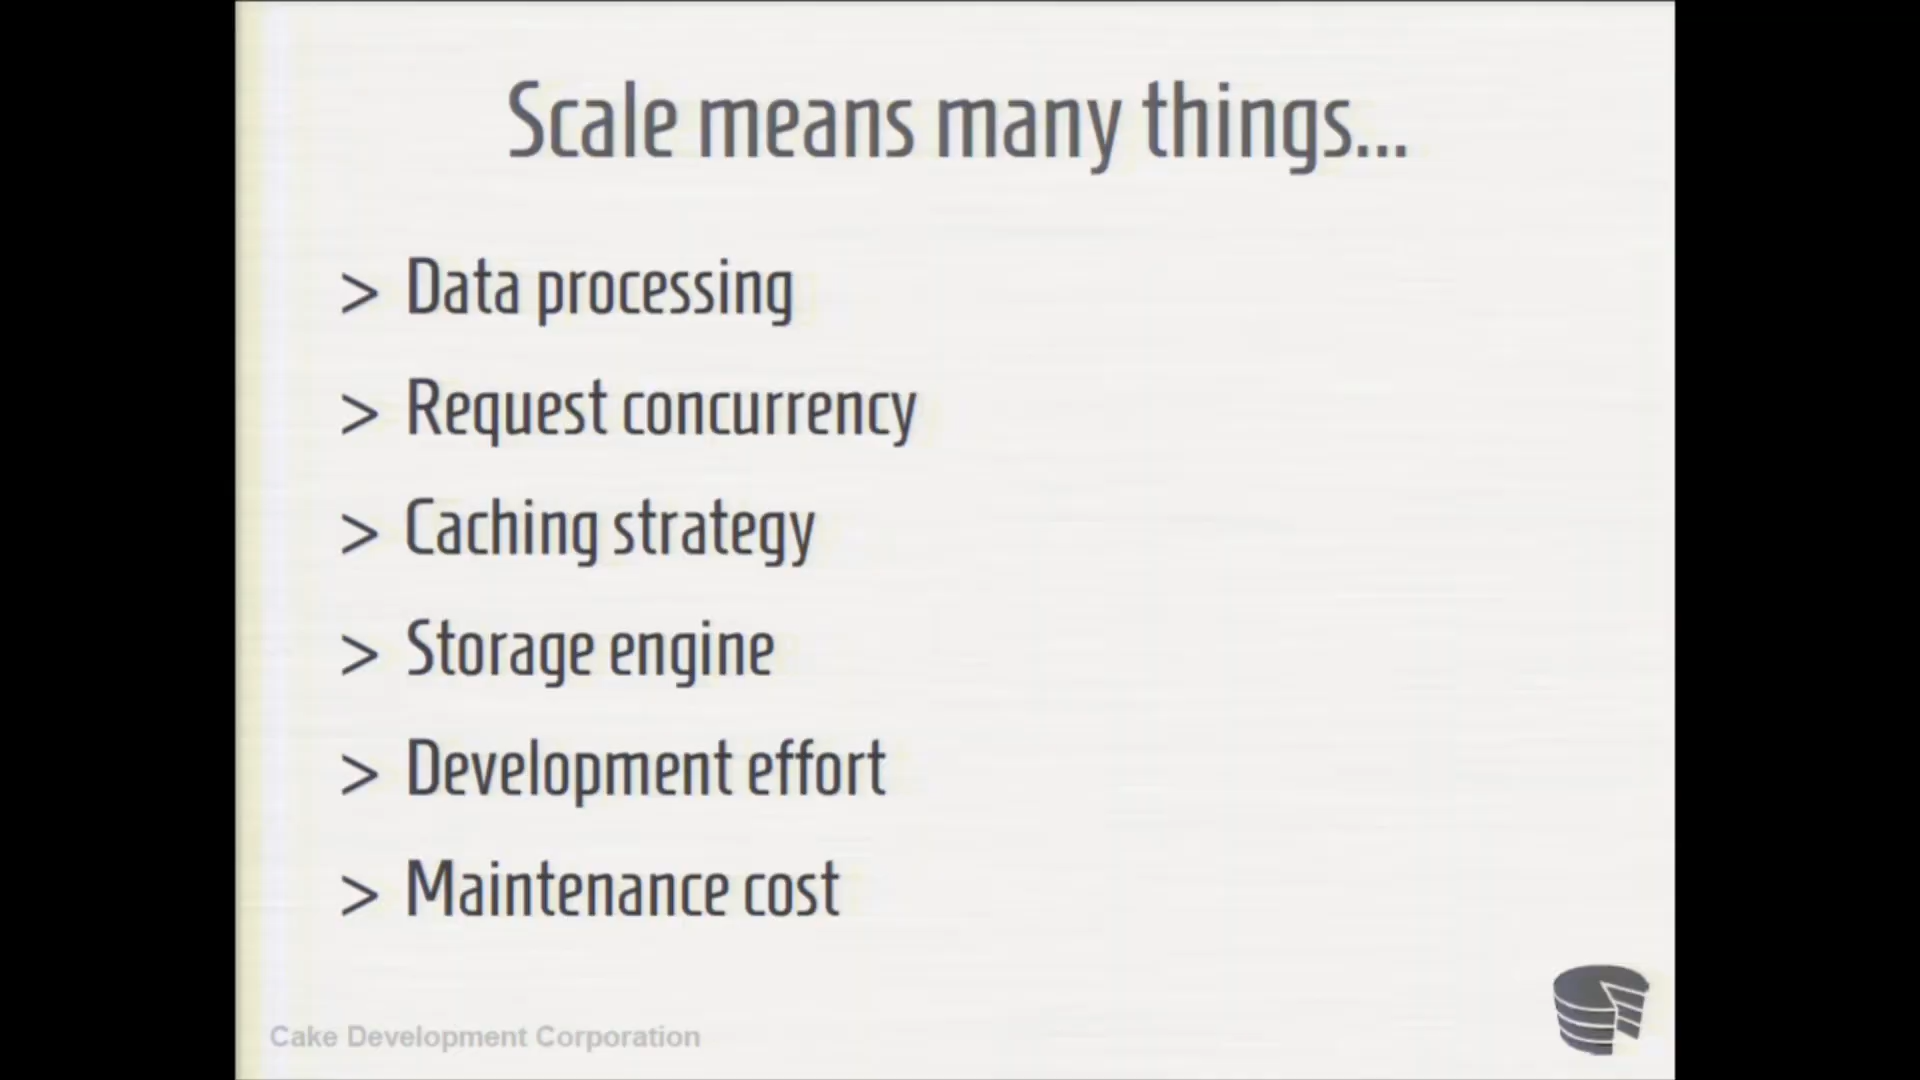 Scale means many things...
> Data processing
> Request concurrency
> Caching strategy
> Storage engine
> Development effort
> Maintenance cost
Cake Development Corporation